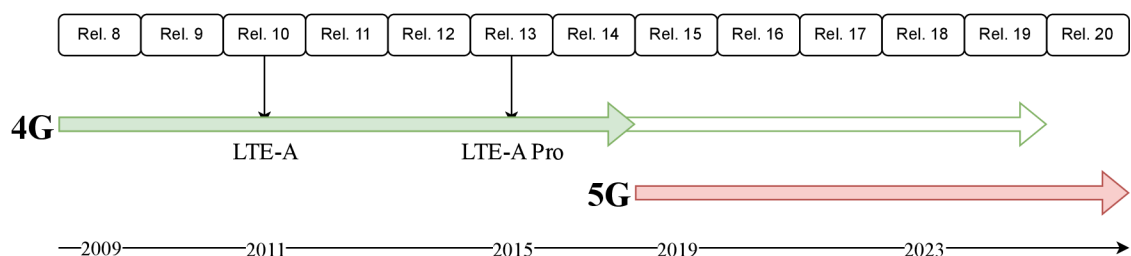 Rel. 8 Rel. 9 Rel. 10 Rel. 11 Rel. 12 Rel. 13 Rel. 14 Rel. 15 Rel. 16 Rel. 17 Rel. 18 Rel. 19 Rel. 20
4G
LTE-A LTE-A Pro
5G
2009 2011 2015 2019 2023